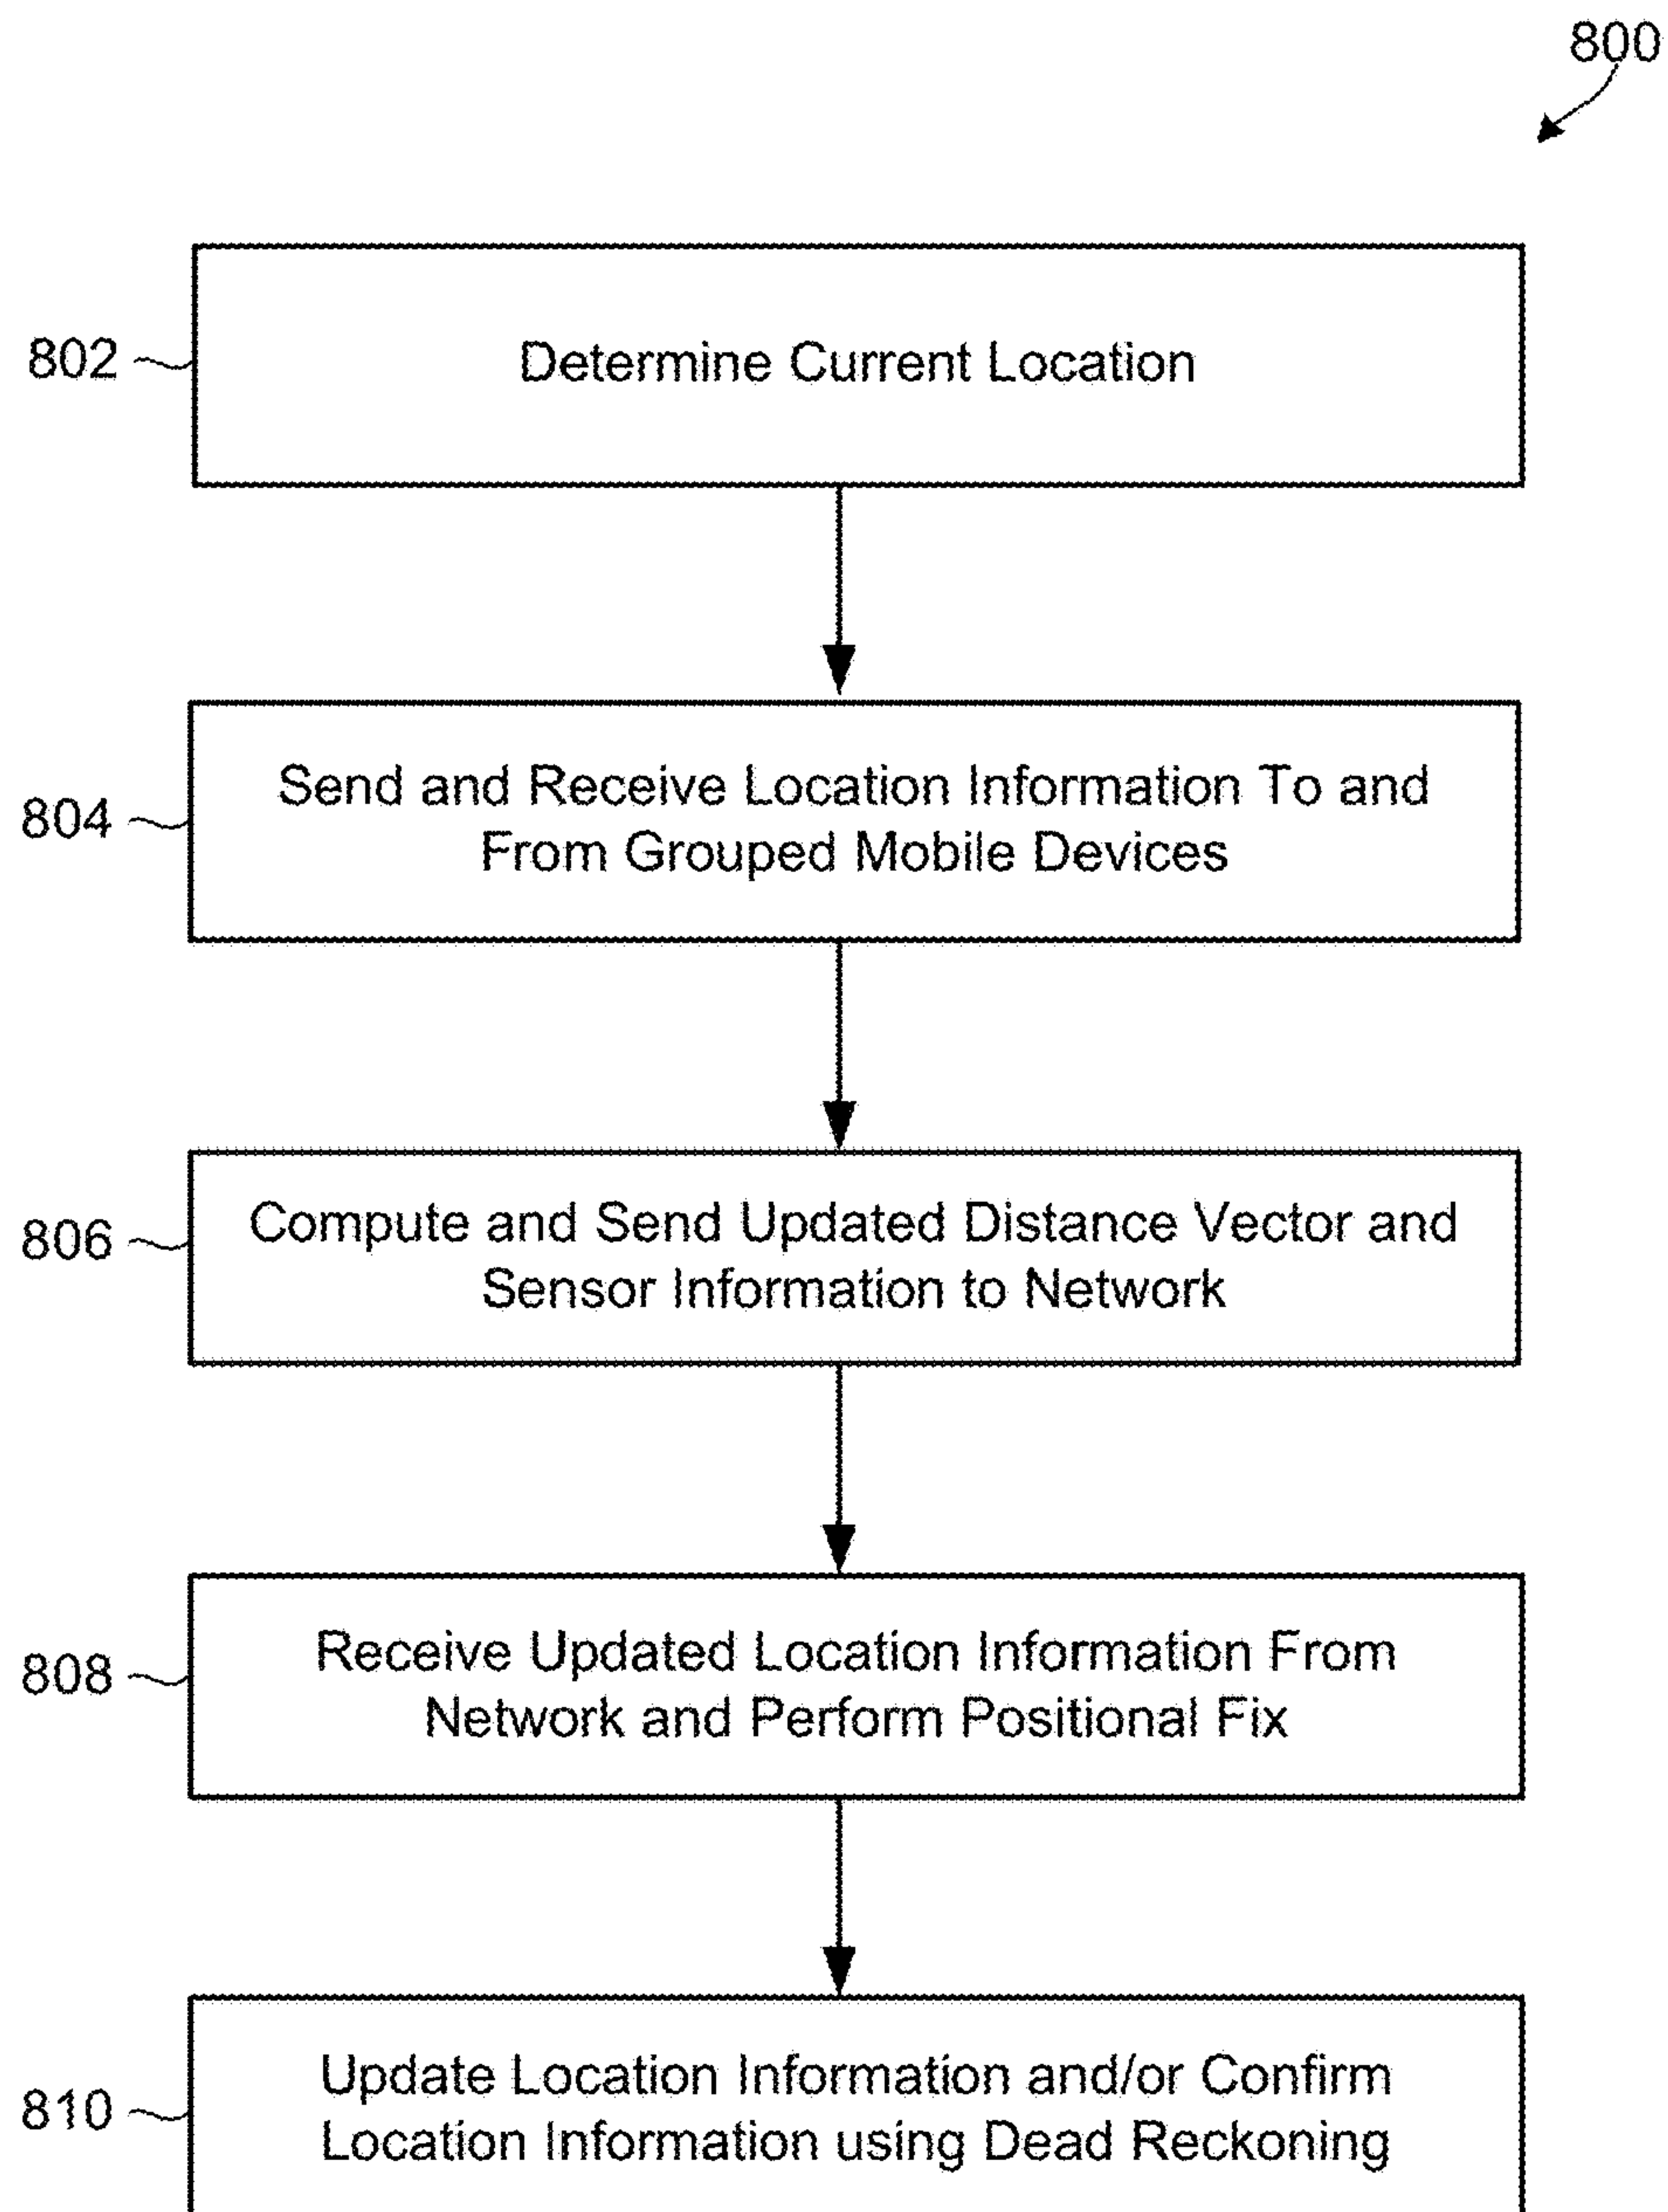 800
802
Determine Current Location
804
Send and Receive Location Information To and
From Grouped Mobile Devices
806
Compute and Send Updated Distance Vector and
Sensor Information to Network
808
Receive Updated Location Information From
Network and Perform Positional Fix
810
Update Location Information and/or Confirm
Location Information using Dead Reckoning